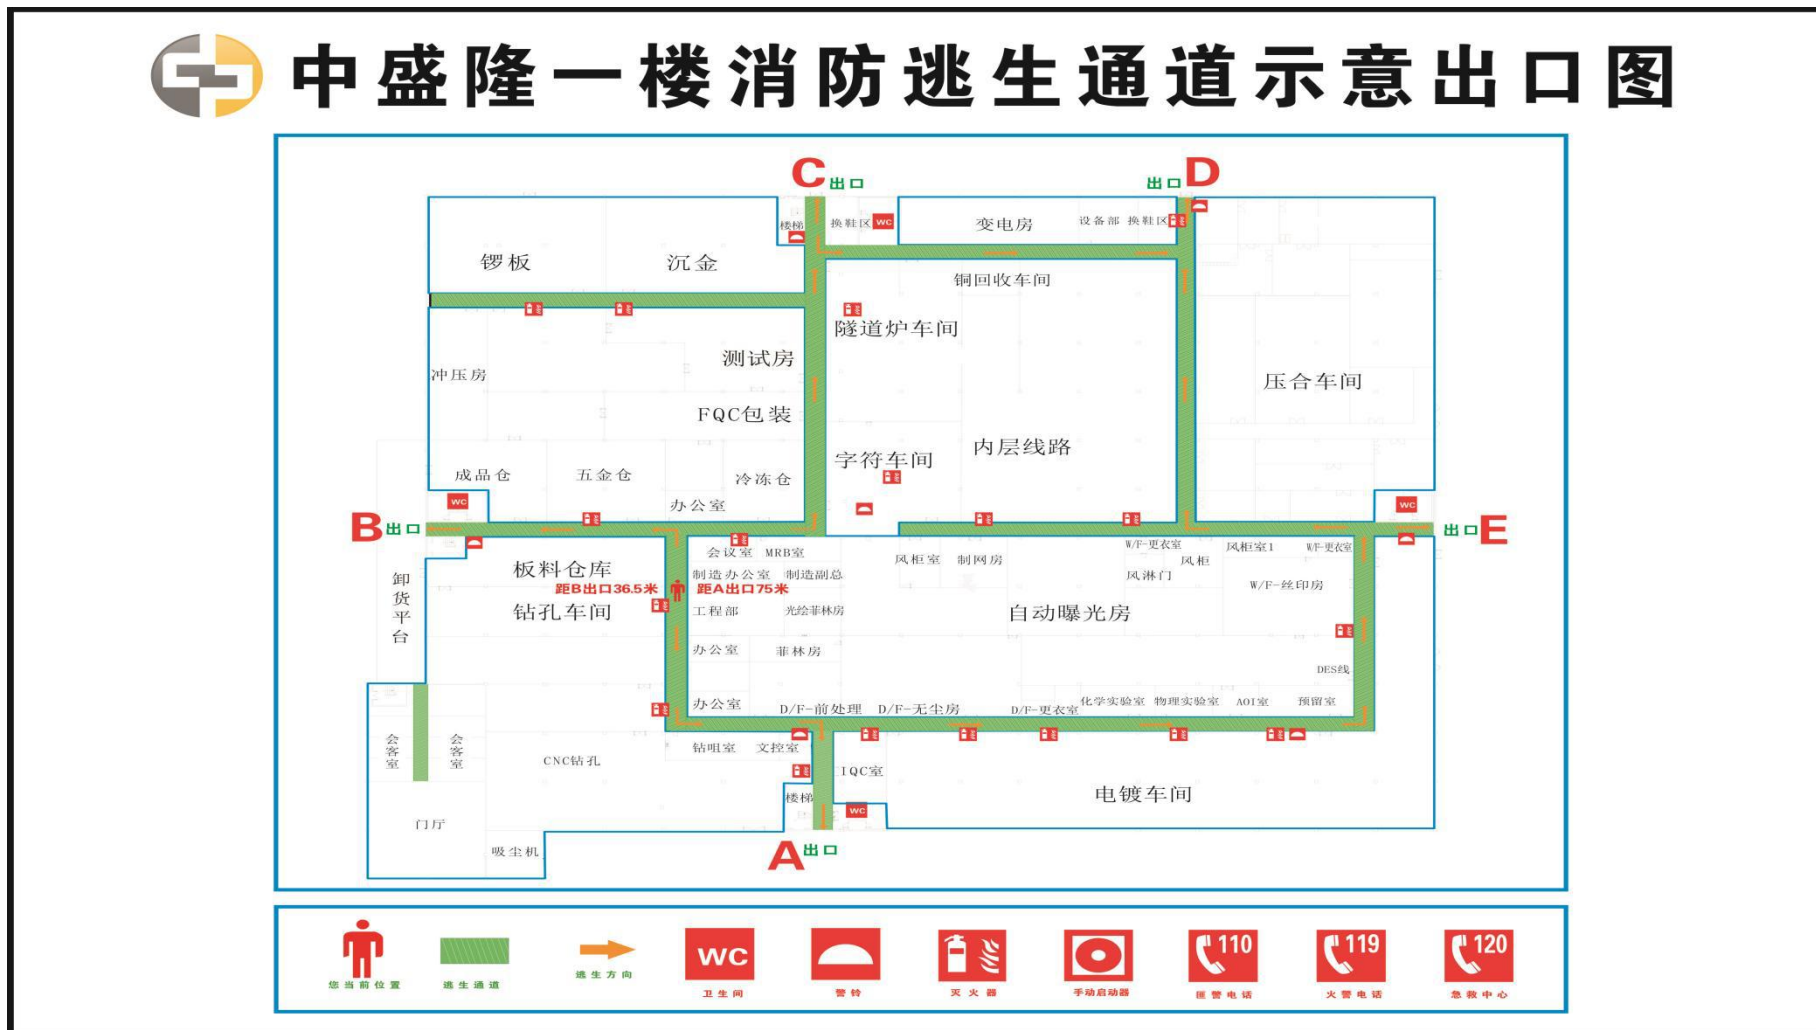 中盛隆一楼消防逃生通道示意出口图
C 出口
出口 D
楼梯
换鞋区
WC
变电房
设备部 换鞋区
锣板
沉金
铜回收车间
隧道炉车间
测试房
冲压房
压合车间
FQC包装
内层线路
字符车间
成品仓
五金仓
冷冻仓
办公室
WC
WC
B 出口
出口 E
会议室 MRB室
风柜室 制网房
W/F-更衣室
风柜
风柜室1
W/F-更衣室
板料仓库
制造办公室 制造副总
风淋门
W/F-丝印房
卸货平台
距B出口36.5米
距A出口75米
钻孔车间
工程部
光绘菲林房
自动曝光房
办公室
菲林房
DES线
办公室
D/F-前处理
D/F-无尘房
D/F-更衣室
化学实验室
物理实验室
AOI室
预留室
会客室
会客室
钻咀室
文控室
CNC钻孔
IQC室
电镀车间
楼梯
WC
门厅
吸尘机
A 出口
WC
110
119
120
您当前位置
逃生通道
逃生方向
卫生间
警铃
灭火器
手动启动器
匪警电话
火警电话
急救中心